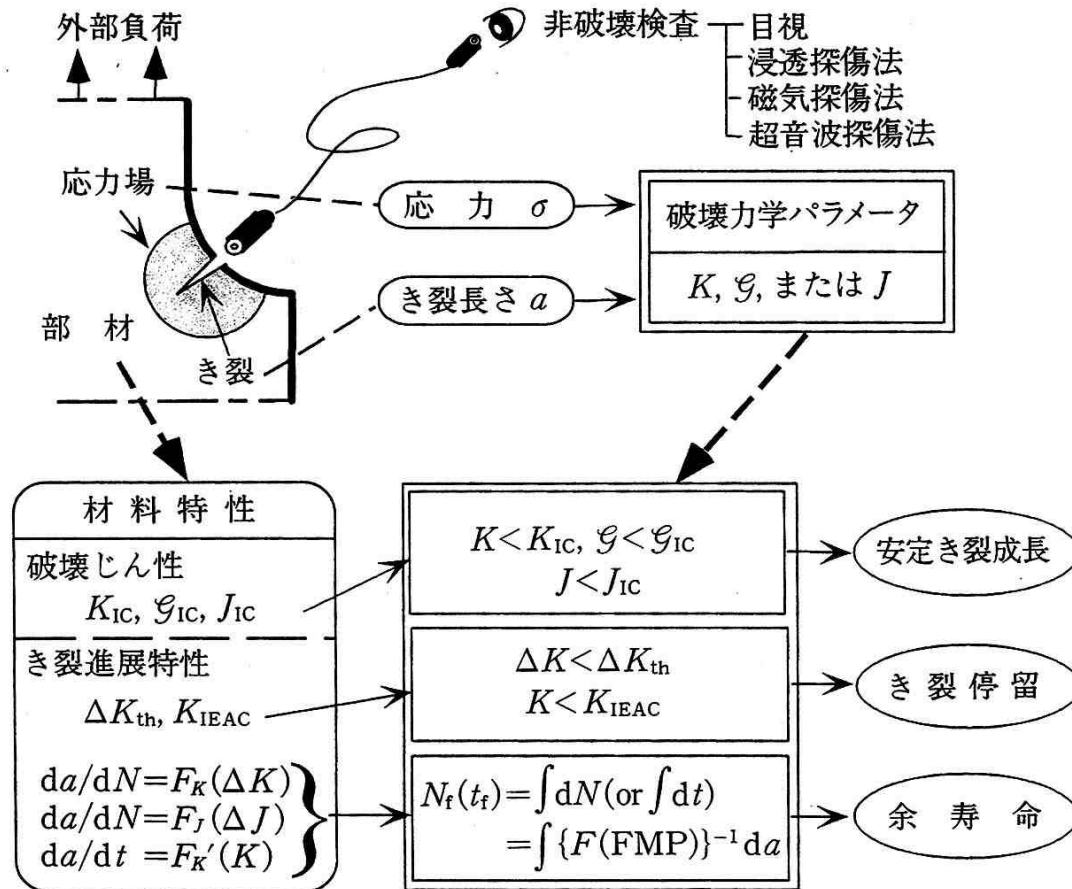 外部負荷
非破壊検査
目視
浸透探傷法
磁気探傷法
超音波探傷法
応力場
応力 σ
破壊力学パラメータ
K, 𝒢, または J
き裂長さ a
部材
き裂
材料特性
破壊じん性
K_IC, 𝒢_IC, J_IC
き裂進展特性
ΔK_th, K_IEAC
da/dN=F_K(ΔK)
da/dN=F_J(ΔJ)
da/dt =F_K′(K)
K<K_IC, 𝒢<𝒢_IC
J<J_IC
安定き裂成長
ΔK<ΔK_th
K<K_IEAC
き裂停留
N_f(t_f)=∫dN(or ∫dt)
=∫{F(FMP)}⁻¹da
余寿命